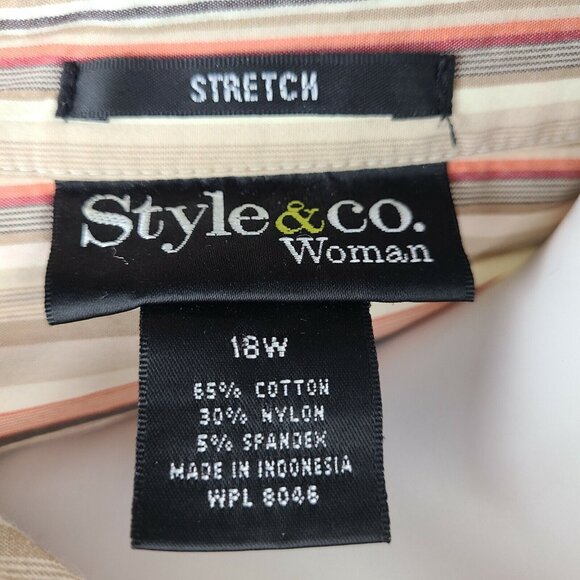 STRETCH
Style&co.
Woman
18W
65% COTTON
30% NYLON
5% SPANDEX
MADE IN INDONESIA
WPL 8046